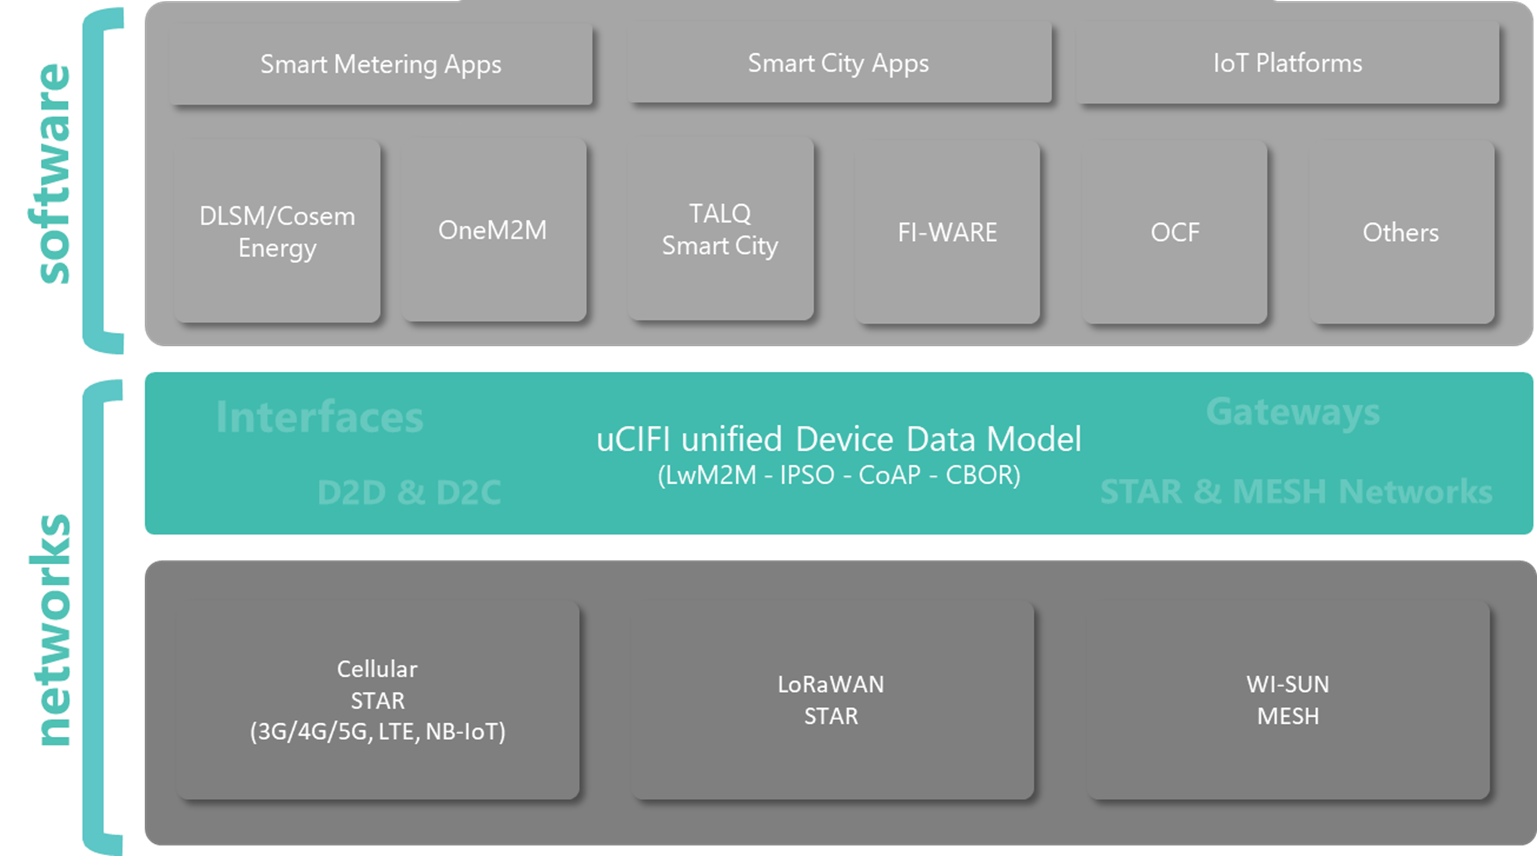 software
Smart Metering Apps
Smart City Apps
IoT Platforms
DLSM/Cosem
Energy
OneM2M
TALQ
Smart City
FI-WARE
OCF
Others
networks
Interfaces
Gateways
uCIFI unified Device Data Model
(LwM2M - IPSO - CoAP - CBOR)
D2D & D2C
STAR & MESH Networks
Cellular
STAR
(3G/4G/5G, LTE, NB-IoT)
LoRaWAN
STAR
WI-SUN
MESH